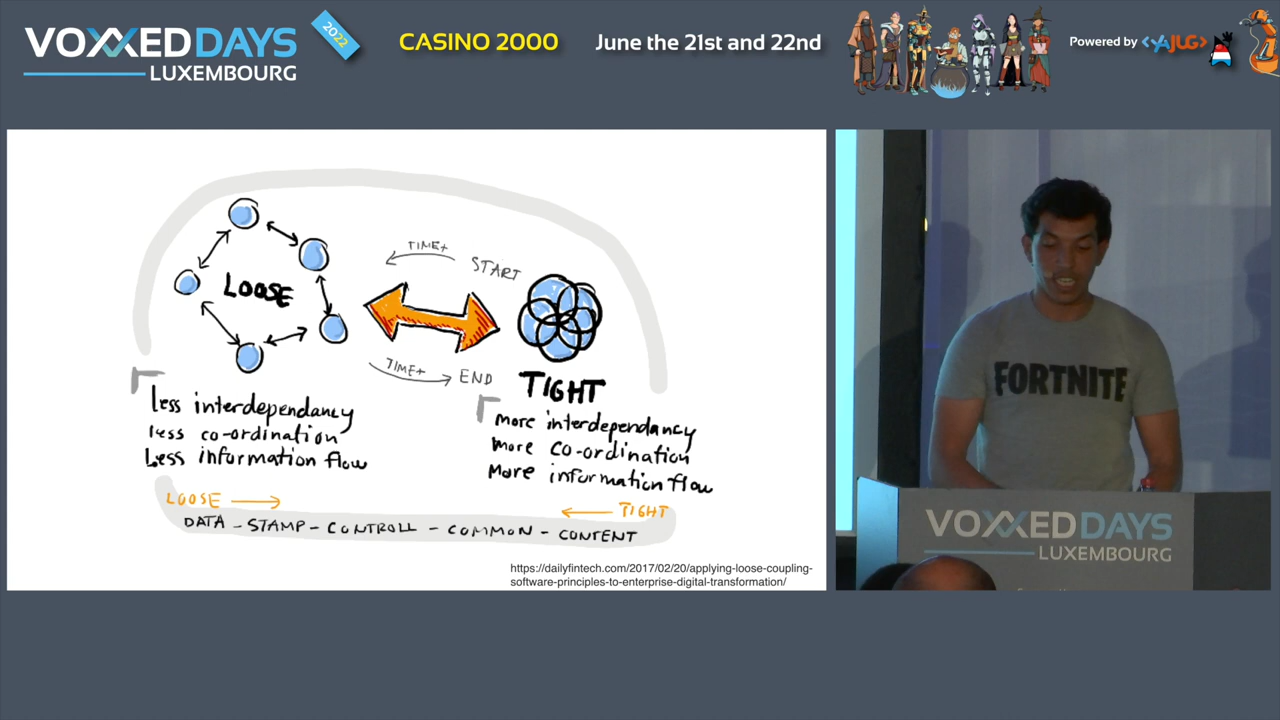 VOXXEDDAYS
LUXEMBOURG
2022
CASINO 2000
June the 21st and 22nd
Powered by <YAJUG>
LOOSE
TIME+
START
TIME+
END
TIGHT
less interdependancy
less co-ordination
Less information flow
more interdependancy
more co-ordination
More information flow
LOOSE
TIGHT
DATA - STAMP - CONTROLL - COMMON - CONTENT
https://dailyfintech.com/2017/02/20/applying-loose-coupling-
software-principles-to-enterprise-digital-transformation/
FORTNITE
VOXXEDDAYS
LUXEMBOURG